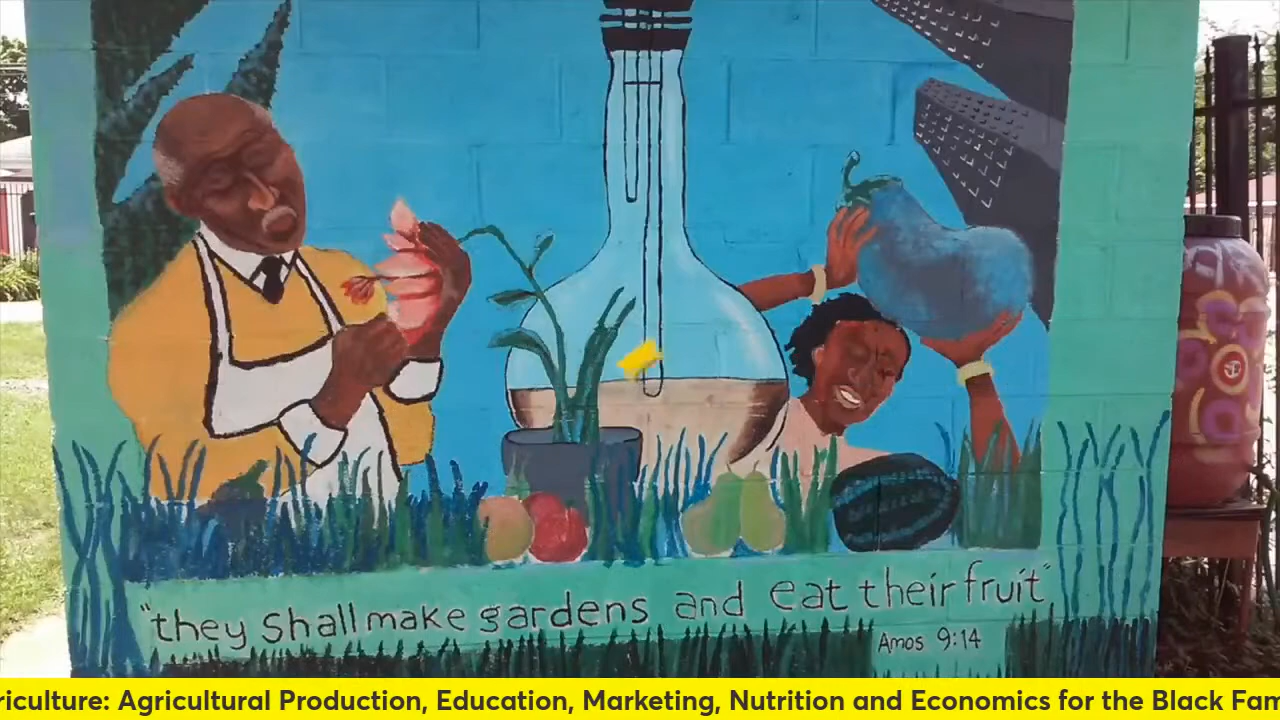 "they shall make gardens and eat their fruit"
Amos 9:14
riculture: Agricultural Production, Education, Marketing, Nutrition and Economics for the Black Fam